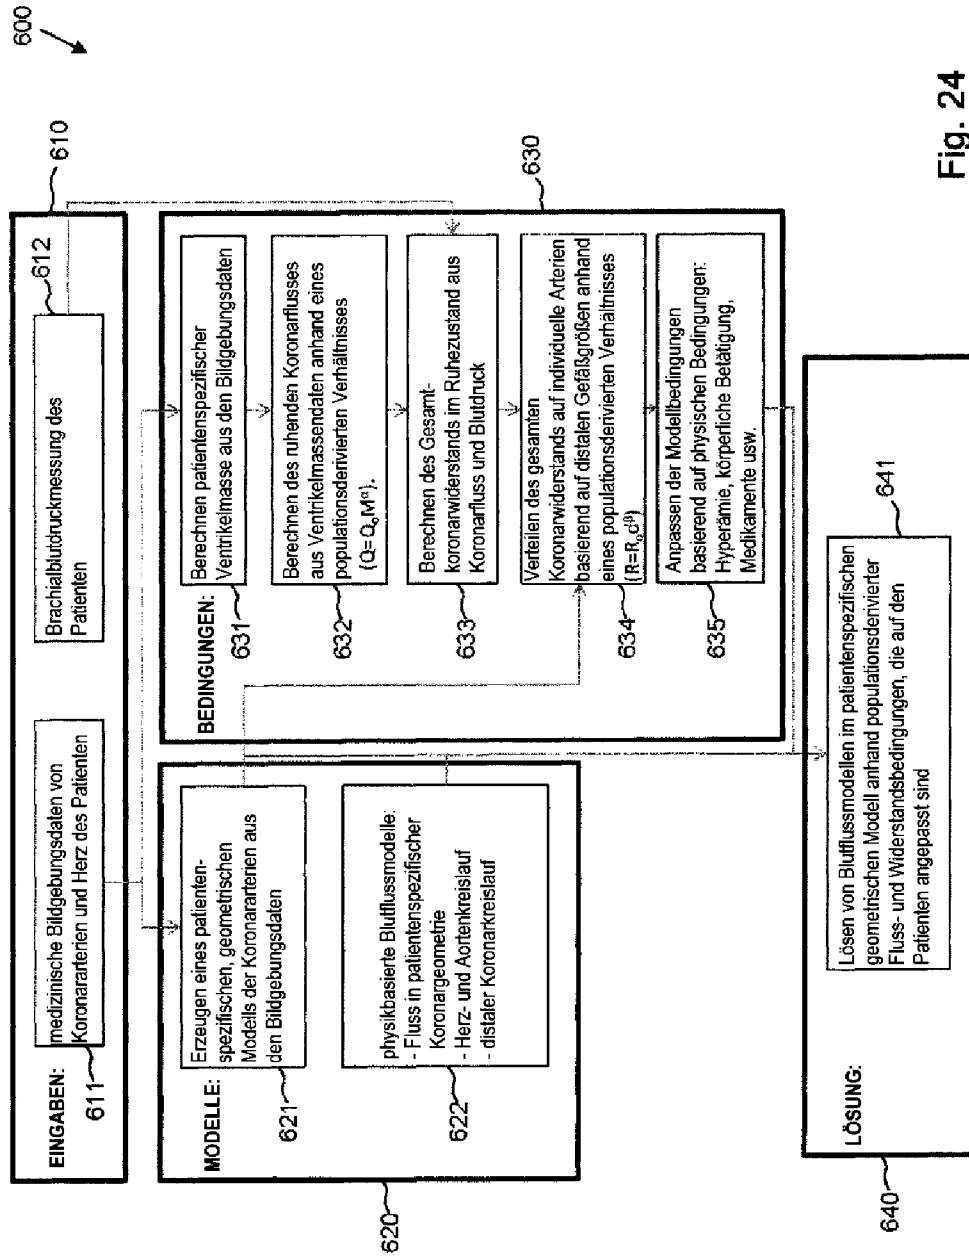 600
610
EINGABEN:
611
medizinische Bildgebungsdaten von
Koronararterien und Herz des Patienten
612
Brachialblutdruckmessung des
Patienten
620
MODELLE:
621
Erzeugen eines patienten-
spezifischen, geometrischen
Modells der Koronararterien aus
den Bildgebungsdaten
622
physikbasierte Blutflussmodelle:
- Fluss in patientenspezifischer
Koronargeometrie
- Herz- und Aortenkreislauf
- distaler Koronarkreislauf
630
BEDINGUNGEN:
631
Berechnen patientenspezifischer
Ventrikelmasse aus den Bildgebungsdaten
632
Berechnen des ruhenden Koronarflusses
aus Ventrikelmassendaten anhand eines
populationsderivierten Verhältnisses
(Q=Q₀Mᵅ).
633
Berechnen des Gesamt-
koronarwiderstands im Ruhezustand aus
Koronarfluss und Blutdruck
634
Verteilen des gesamten
Koronarwiderstands auf individuelle Arterien
basierend auf distalen Gefäßgrößen anhand
eines populationsderivierten Verhältnisses
(R=R₀dᵝ)
635
Anpassen der Modellbedingungen
basierend auf physischen Bedingungen:
Hyperämie, körperliche Betätigung,
Medikamente usw.
640
LÖSUNG:
641
Lösen von Blutflussmodellen im patientenspezifischen
geometrischen Modell anhand populationsderivierter
Fluss- und Widerstandsbedingungen, die auf den
Patienten angepasst sind
Fig. 24